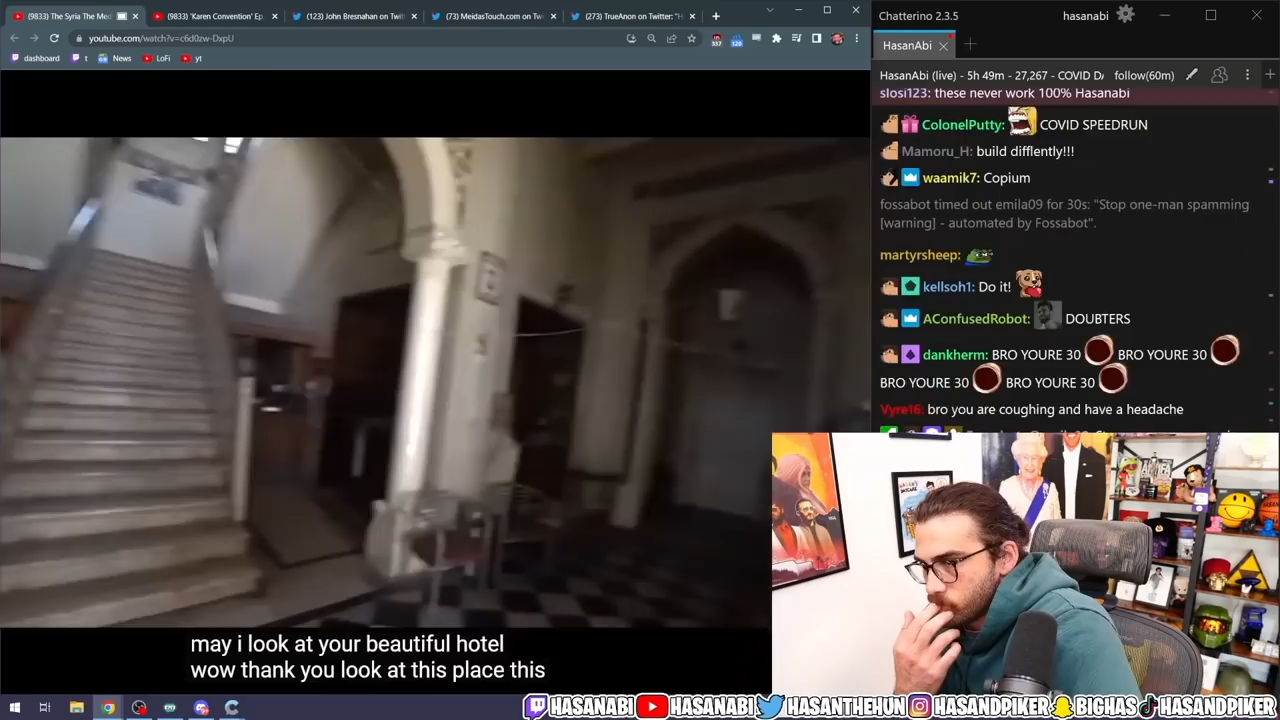 (9833) The Syria The Med
(9833) 'Karen Convention' Ep.
(123) John Bresnahan on Twit
(73) MeidasTouch.com on Twitt
(273) TrueAnon on Twitter: "H
youtube.com/watch?v=c6d0zw-DxpU
337
120
dashboard
t
News
LoFi
yt
Chatterino 2.3.5
hasanabi
HasanAbi
HasanAbi (live) - 5h 49m - 27,267 - COVID DA
follow(60m)
slosi123: these never work 100% Hasanabi
ColonelPutty: COVID SPEEDRUN
Mamoru_H: build difflently!!!
waamik7: Copium
fossabot timed out emila09 for 30s: "Stop one-man spamming
[warning] - automated by Fossabot".
martyrsheep:
kellsoh1: Do it!
AConfusedRobot: DOUBTERS
dankherm: BRO YOURE 30 BRO YOURE 30
BRO YOURE 30 BRO YOURE 30
Vyre16: bro you are coughing and have a headache
may i look at your beautiful hotel
wow thank you look at this place this
HASANABI HASANABI HASANTHEHUN HASANDPIKER BIGHAS HASANDPIKER